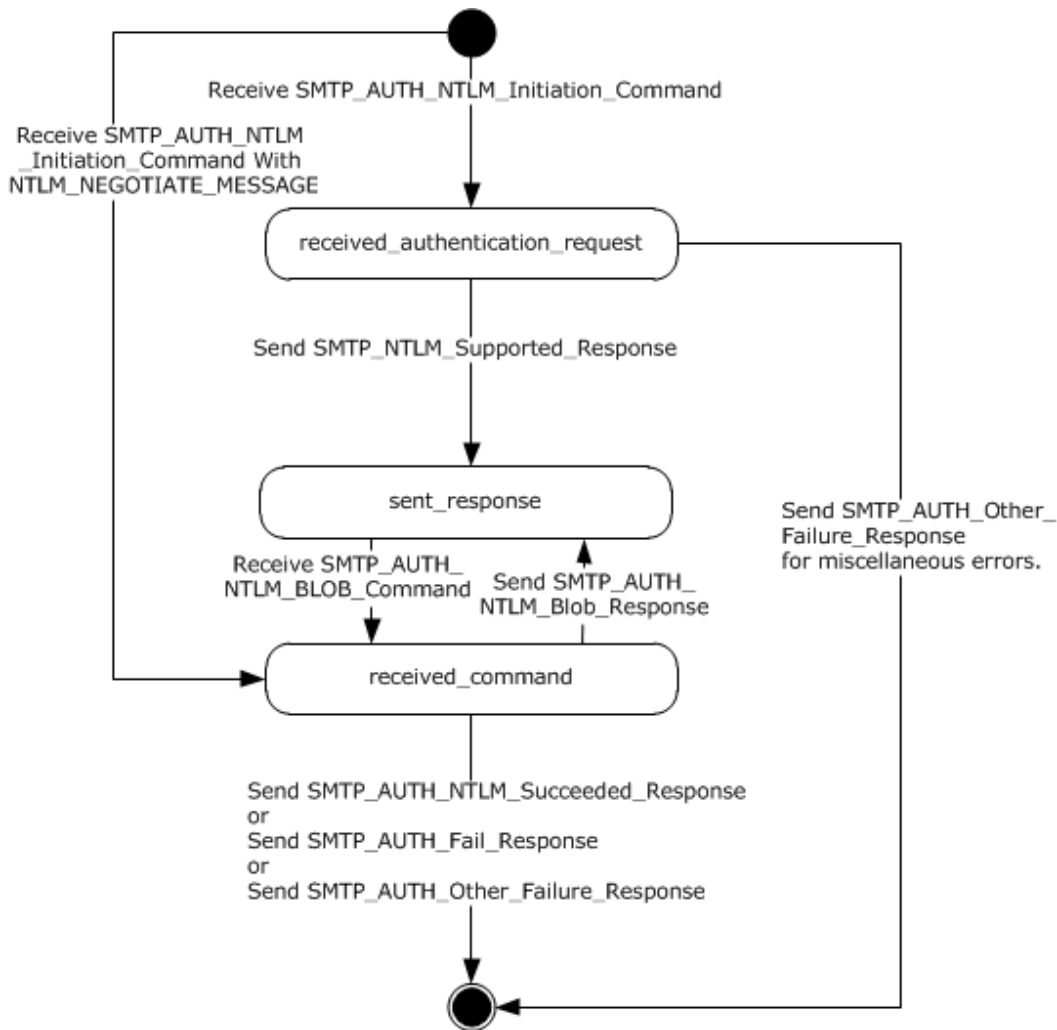 Receive SMTP_AUTH_NTLM_Initiation_Command
Receive SMTP_AUTH_NTLM
_Initiation_Command With
NTLM_NEGOTIATE_MESSAGE
received_authentication_request
Send SMTP_NTLM_Supported_Response
sent_response
Send SMTP_AUTH_Other_
Failure_Response
for miscellaneous errors.
Receive SMTP_AUTH_
NTLM_BLOB_Command
Send SMTP_AUTH_
NTLM_Blob_Response
received_command
Send SMTP_AUTH_NTLM_Succeeded_Response
or
Send SMTP_AUTH_Fail_Response
or
Send SMTP_AUTH_Other_Failure_Response